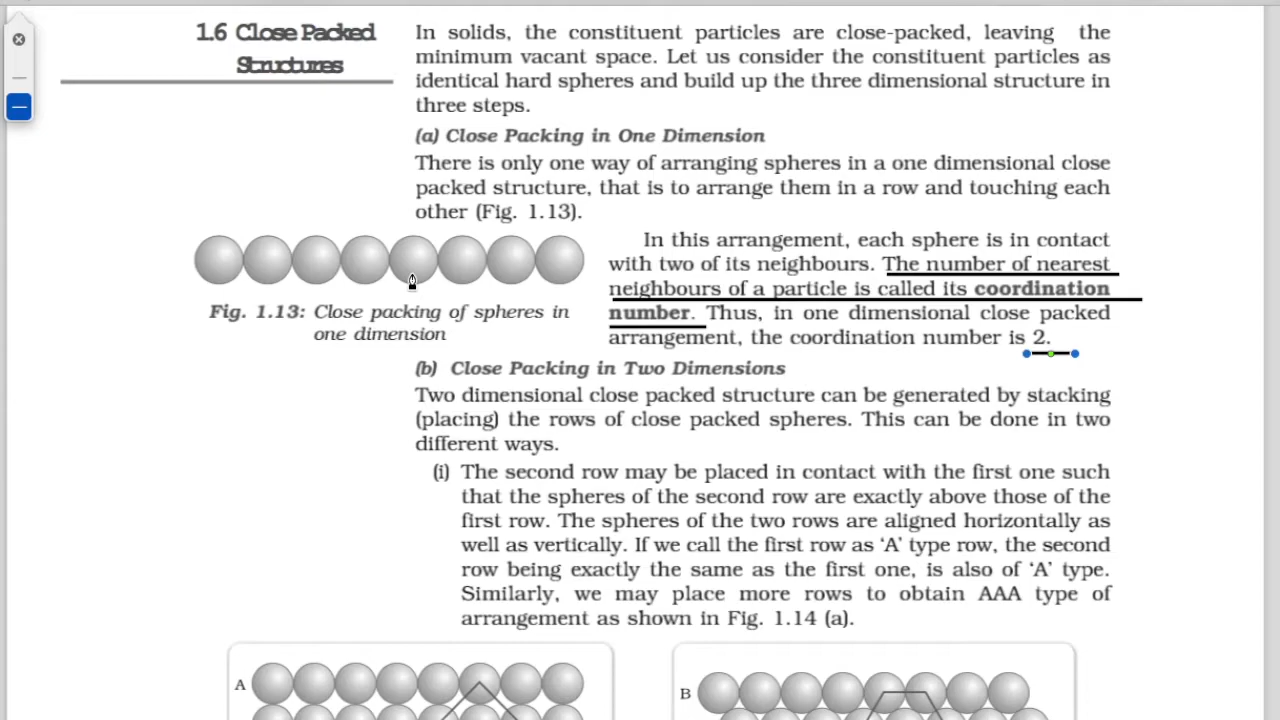 1.6 Close Packed
Structures
In solids, the constituent particles are close-packed, leaving the
minimum vacant space. Let us consider the constituent particles as
identical hard spheres and build up the three dimensional structure in
three steps.
(a) Close Packing in One Dimension
There is only one way of arranging spheres in a one dimensional close
packed structure, that is to arrange them in a row and touching each
other (Fig. 1.13).
Fig. 1.13: Close packing of spheres in
one dimension
In this arrangement, each sphere is in contact
with two of its neighbours. The number of nearest
neighbours of a particle is called its coordination
number. Thus, in one dimensional close packed
arrangement, the coordination number is 2.
(b) Close Packing in Two Dimensions
Two dimensional close packed structure can be generated by stacking
(placing) the rows of close packed spheres. This can be done in two
different ways.
(i) The second row may be placed in contact with the first one such
that the spheres of the second row are exactly above those of the
first row. The spheres of the two rows are aligned horizontally as
well as vertically. If we call the first row as ‘A’ type row, the second
row being exactly the same as the first one, is also of ‘A’ type.
Similarly, we may place more rows to obtain AAA type of
arrangement as shown in Fig. 1.14 (a).
A
B